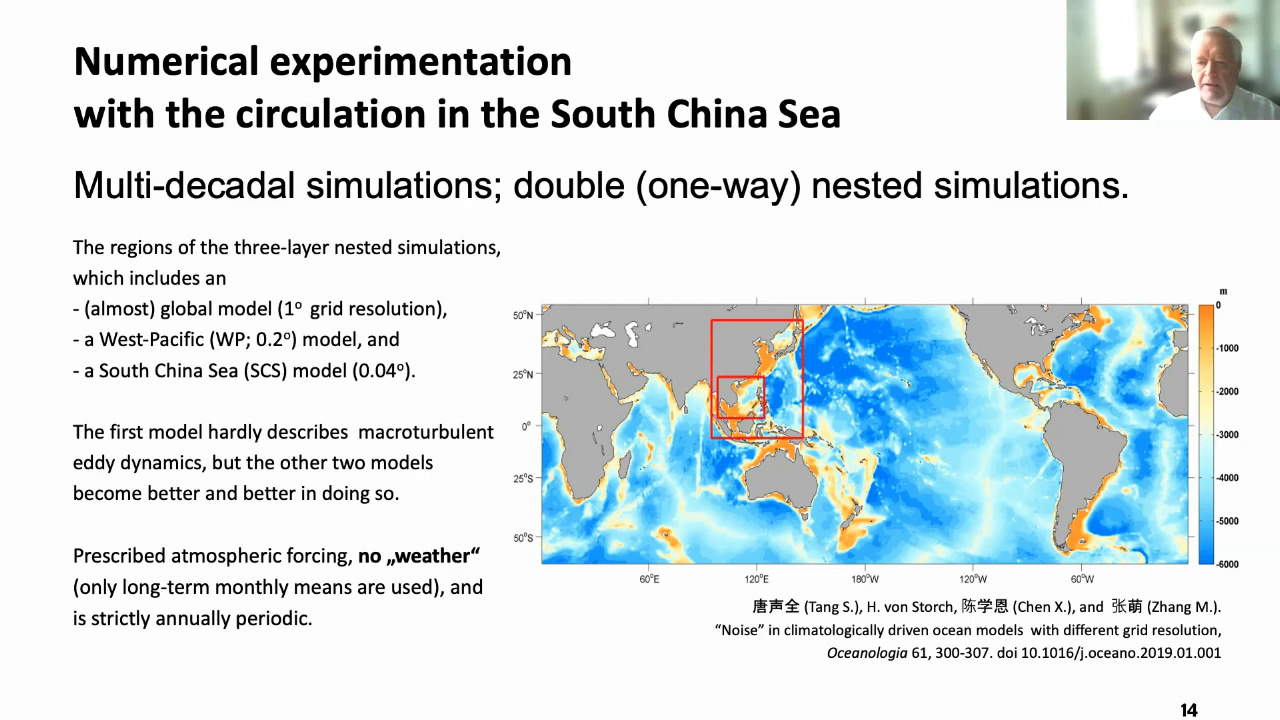 Numerical experimentation
with the circulation in the South China Sea
Multi-decadal simulations; double (one-way) nested simulations.
The regions of the three-layer nested simulations,
which includes an
- (almost) global model (1º grid resolution),
- a West-Pacific (WP; 0.2º) model, and
- a South China Sea (SCS) model (0.04º).
The first model hardly describes macroturbulent
eddy dynamics, but the other two models
become better and better in doing so.
Prescribed atmospheric forcing, no „weather“
(only long-term monthly means are used), and
is strictly annually periodic.
50°N
25°N
0°
25°S
50°S
60°E
120°E
180°W
120°W
60°W
m
0
-1000
-2000
-3000
-4000
-5000
-6000
唐声全 (Tang S.), H. von Storch, 陈学恩 (Chen X.), and 张萌 (Zhang M.).
“Noise” in climatologically driven ocean models with different grid resolution,
Oceanologia 61, 300-307. doi 10.1016/j.oceano.2019.01.001
14